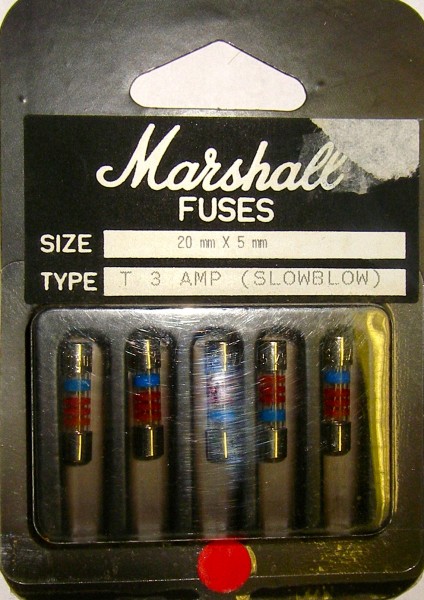 Marshall
FUSES
SIZE 20 mm X 5 mm
TYPE T 3 AMP (SLOWBLOW)